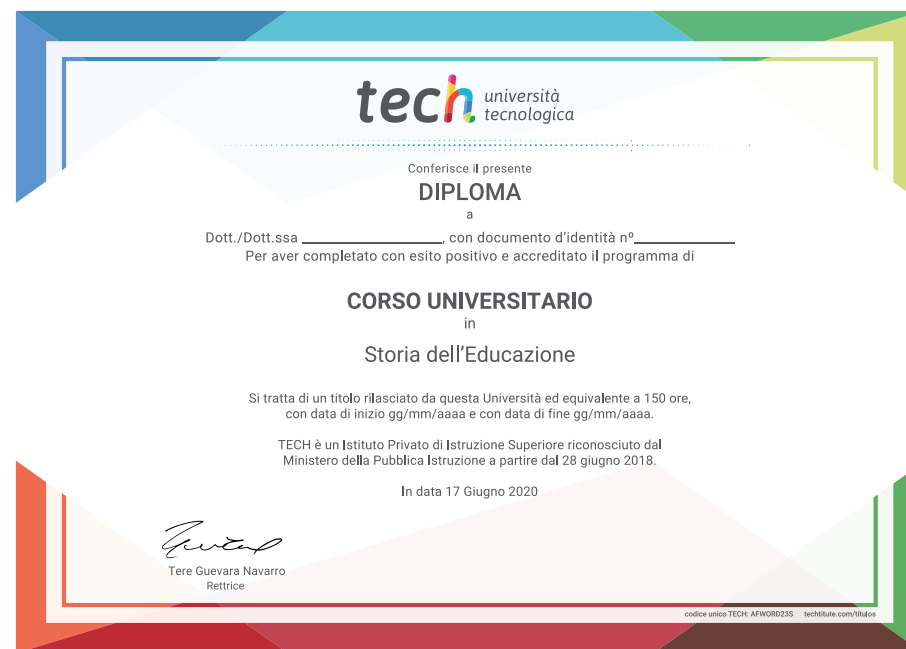 tech università
tecnologica
Conferisce il presente
DIPLOMA
a
Dott./Dott.ssa ____________________, con documento d'identità nº______________
Per aver completato con esito positivo e accreditato il programma di
CORSO UNIVERSITARIO
in
Storia dell'Educazione
Si tratta di un titolo rilasciato da questa Università ed equivalente a 150 ore,
con data di inizio gg/mm/aaaa e con data di fine gg/mm/aaaa.
TECH è un Istituto Privato di Istruzione Superiore riconosciuto dal
Ministero della Pubblica Istruzione a partire dal 28 giugno 2018.
In data 17 Giugno 2020
Tere Guevara Navarro
Rettrice
codice unico TECH: AFWORD23S techtitute.com/titulos